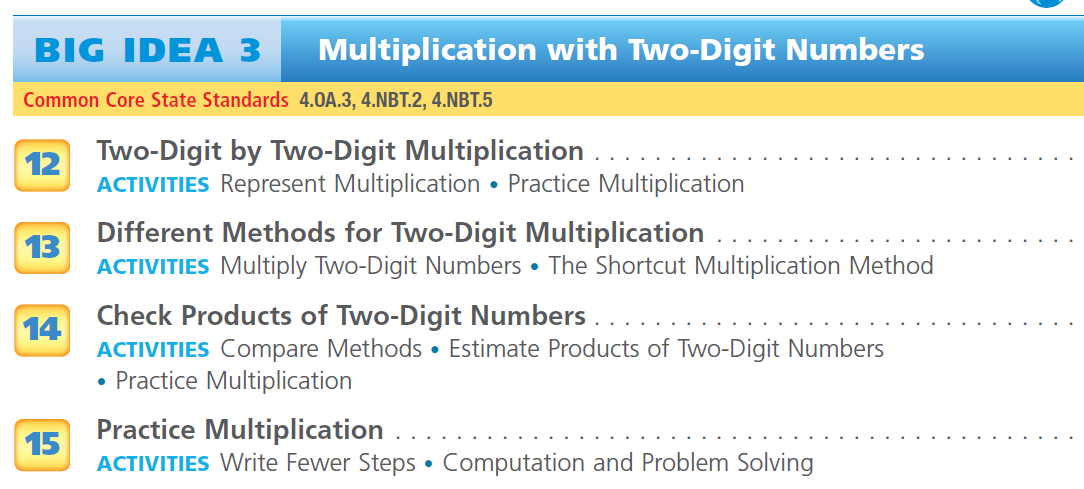 BIG IDEA 3 Multiplication with Two-Digit Numbers
Common Core State Standards 4.OA.3, 4.NBT.2, 4.NBT.5
12 Two-Digit by Two-Digit Multiplication . . . . . . . . . . . . . . . . . . . . . . . . . . . . . . . .
ACTIVITIES Represent Multiplication • Practice Multiplication
13 Different Methods for Two-Digit Multiplication . . . . . . . . . . . . . . . . . . . . . . . .
ACTIVITIES Multiply Two-Digit Numbers • The Shortcut Multiplication Method
14 Check Products of Two-Digit Numbers . . . . . . . . . . . . . . . . . . . . . . . . . . . . . . . .
ACTIVITIES Compare Methods • Estimate Products of Two-Digit Numbers
• Practice Multiplication
15 Practice Multiplication . . . . . . . . . . . . . . . . . . . . . . . . . . . . . . . . . . . . . . . . . . . . .
ACTIVITIES Write Fewer Steps • Computation and Problem Solving